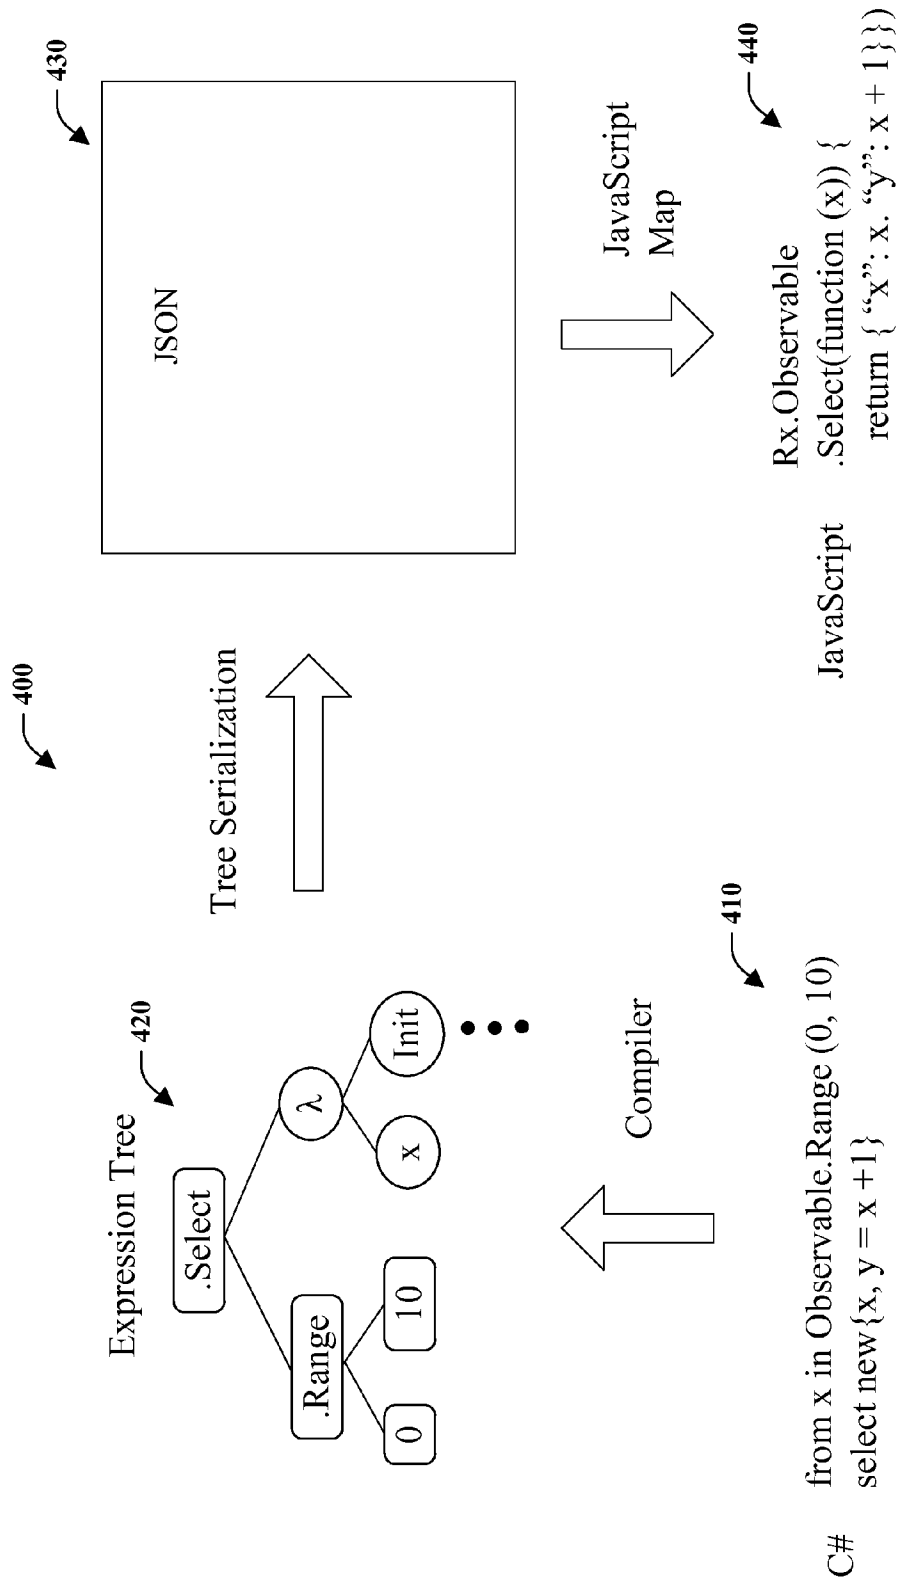 400
Expression Tree
420
.Select
.Range
λ
0
10
x
Init
Tree Serialization
430
JSON
Compiler
JavaScript
Map
410
C#
from x in Observable.Range (0, 10)
select new{x, y = x +1}
440
JavaScript
Rx.Observable
.Select(function (x)) {
return { “x”: x. “y”: x + 1} })